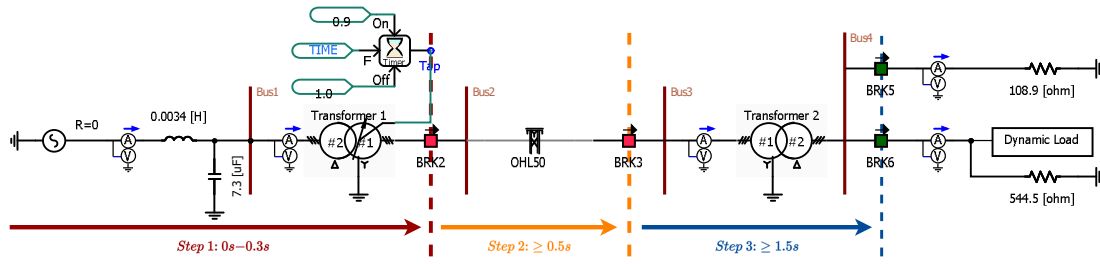 0.9
On
TIME
F
Timer
Tap
Off
1.0
Bus1
Bus2
Bus3
Bus4
R=0
0.0034 [H]
7.3 [uF]
A
V
A
V
Transformer 1
#2
#1
BRK2
OHL50
BRK3
A
V
Transformer 2
#1
#2
BRK5
A
V
108.9 [ohm]
BRK6
A
V
Dynamic Load
544.5 [ohm]
Step 1: 0s−0.3s
Step 2: ≥ 0.5s
Step 3: ≥ 1.5s